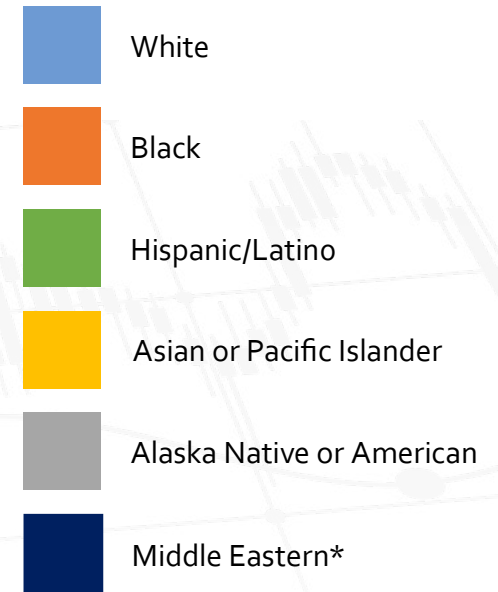 White
Black
Hispanic/Latino
Asian or Pacific Islander
Alaska Native or American
Middle Eastern*